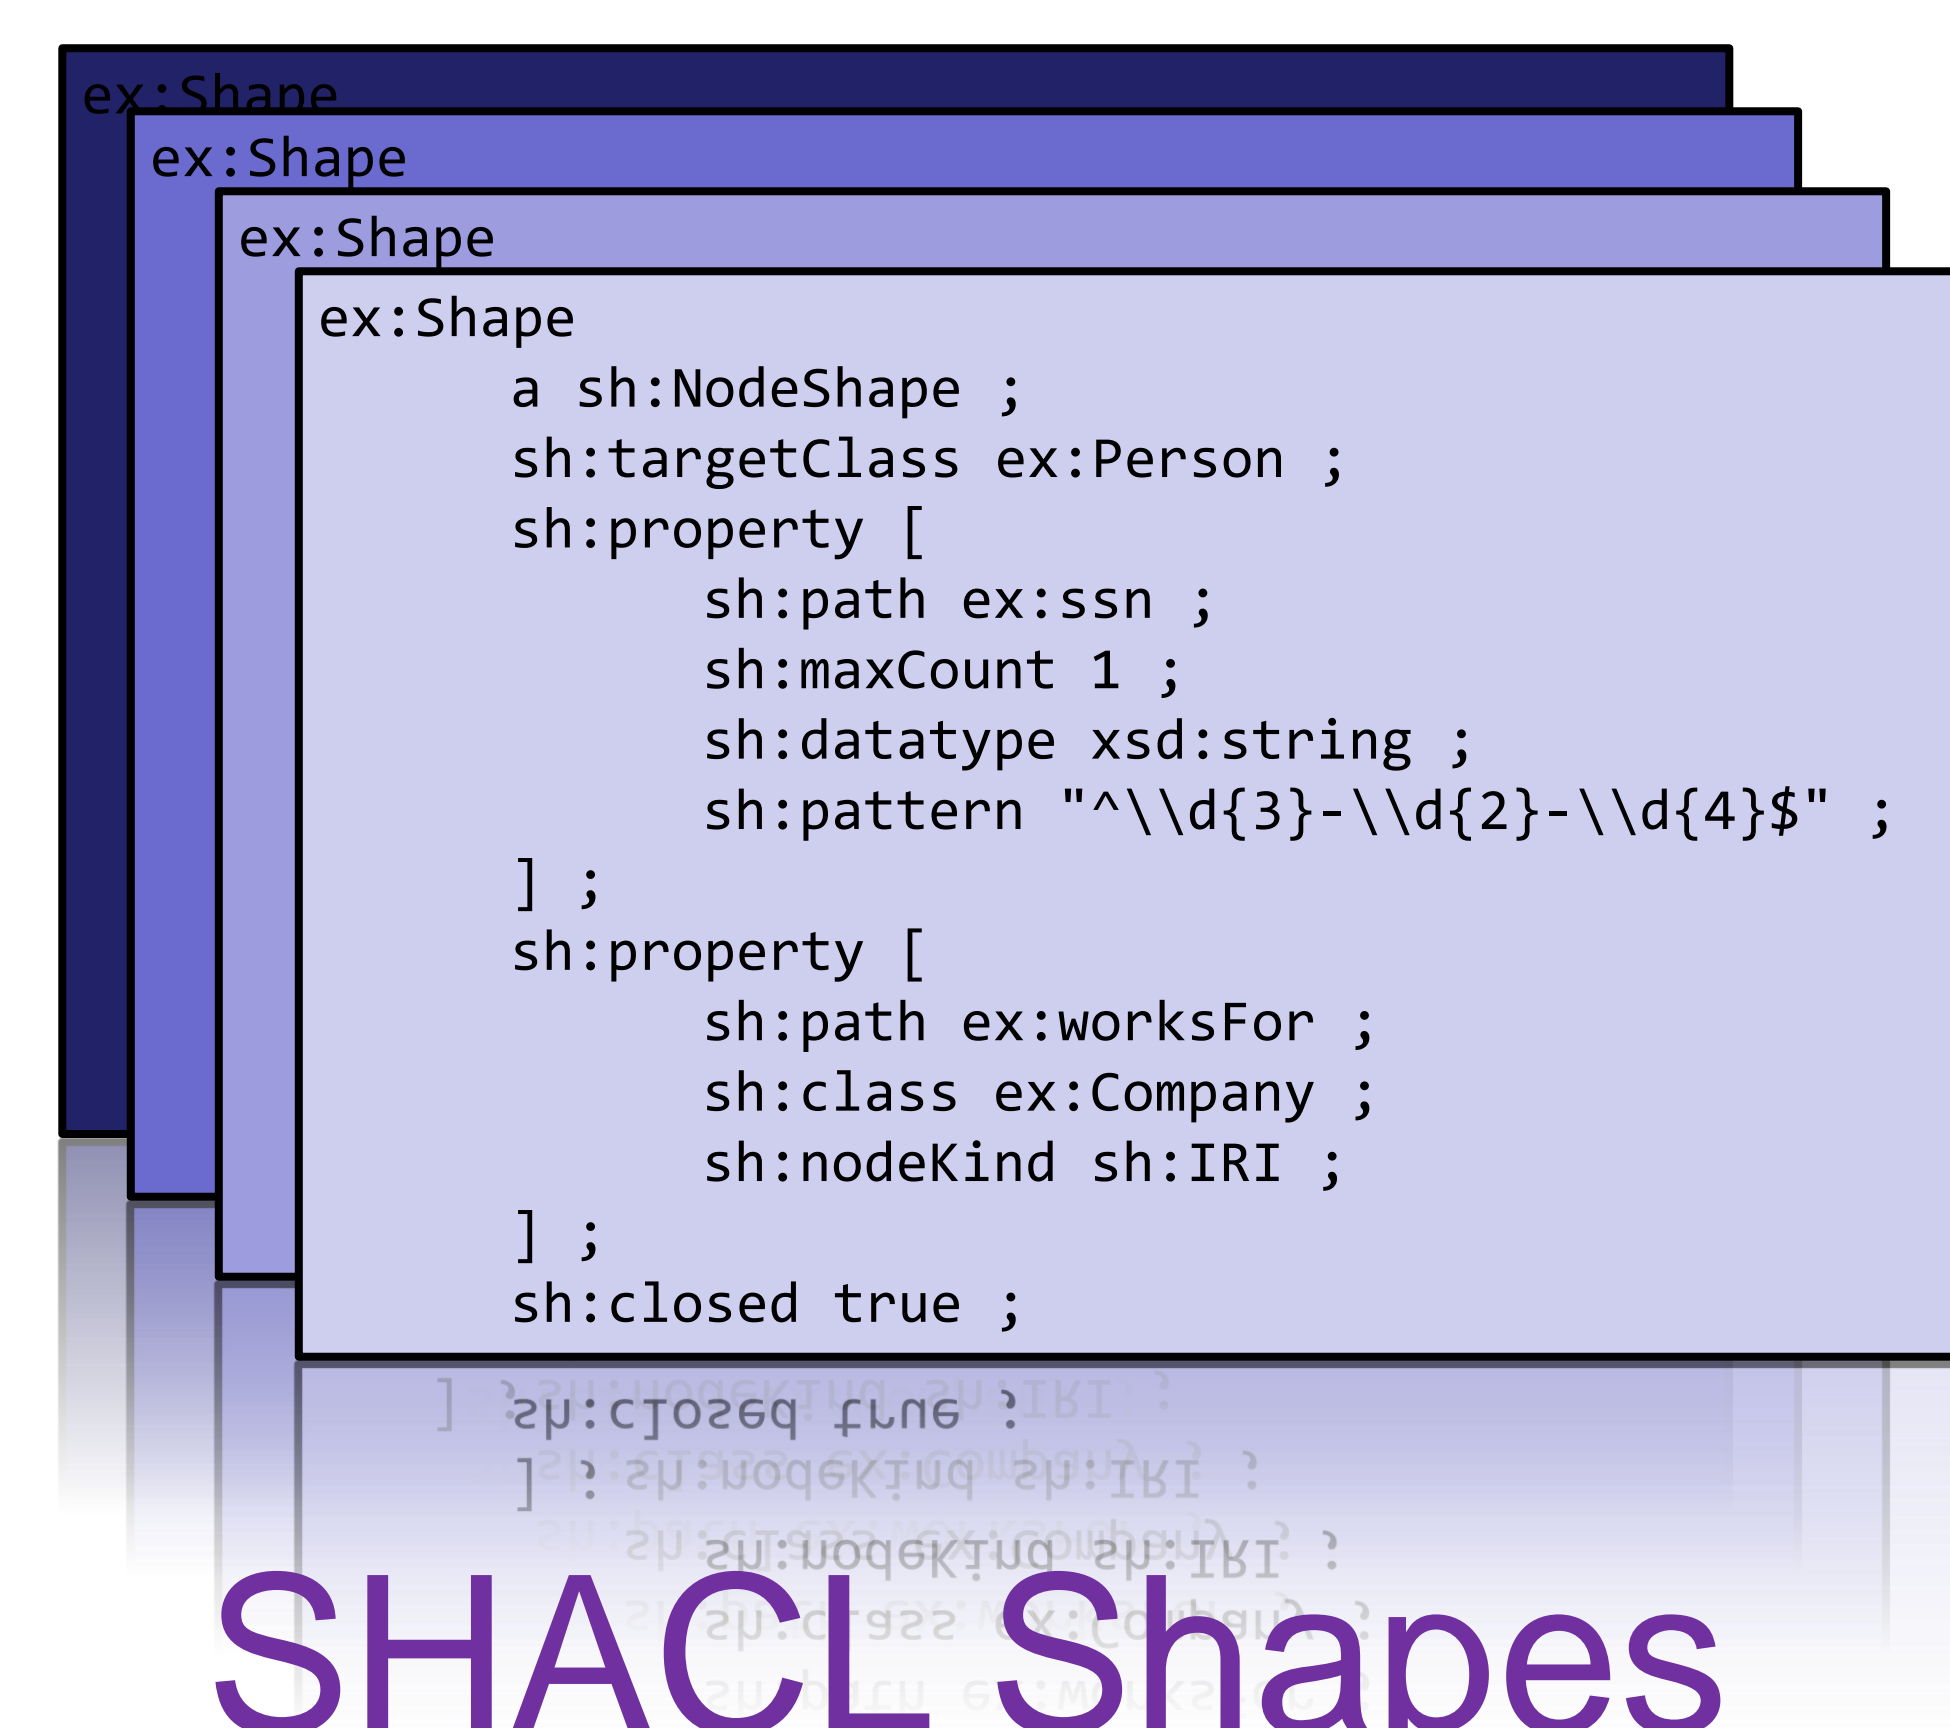 ex:Shape
ex:Shape
ex:Shape
ex:Shape
a sh:NodeShape ;
sh:targetClass ex:Person ;
sh:property [
sh:path ex:ssn ;
sh:maxCount 1 ;
sh:datatype xsd:string ;
sh:pattern "^\\d{3}-\\d{2}-\\d{4}$" ;
] ;
sh:property [
sh:path ex:worksFor ;
sh:class ex:Company ;
sh:nodeKind sh:IRI ;
] ;
sh:closed true ;
SHACL Shapes